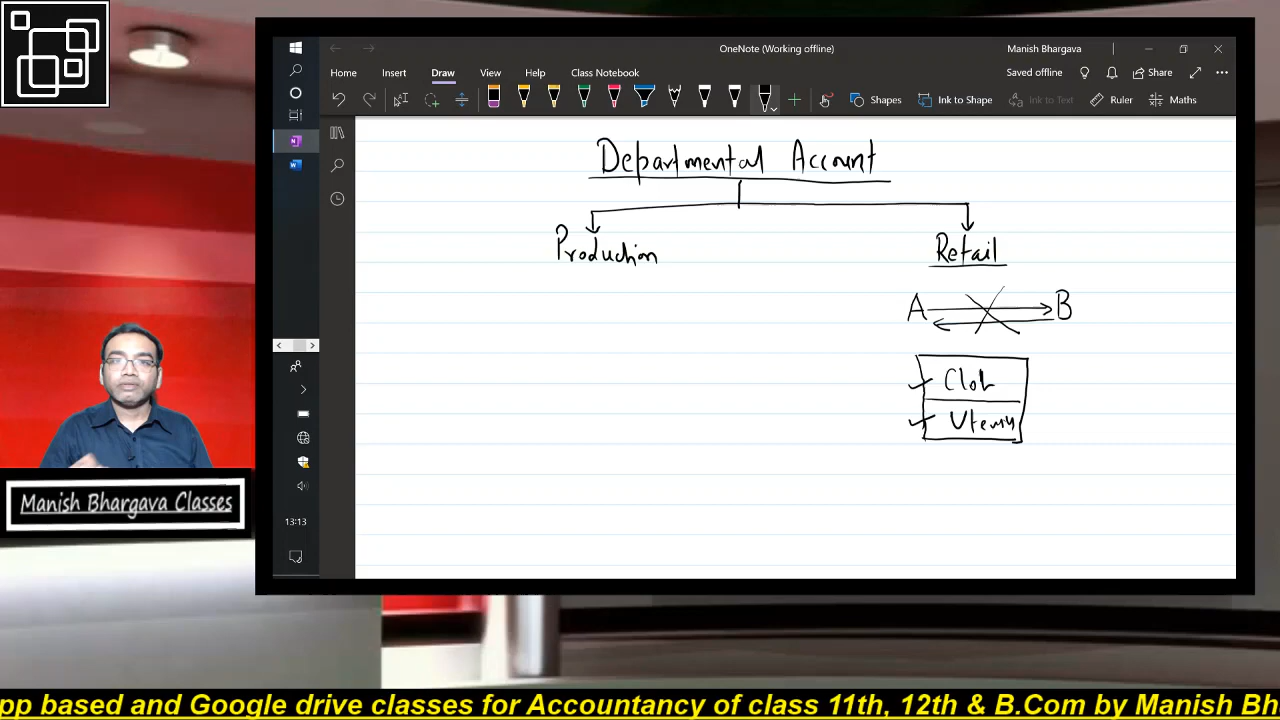 OneNote (Working offline)
Manish Bhargava
Home Insert Draw View Help Class Notebook
Saved offline
Share
Shapes
Ink to Shape
Ink to Text
Ruler
Maths
Departmental Account
Production
Retail
A B
Cloth
Utensy
13:13
Manish Bhargava Classes
pp based and Google drive classes for Accountancy of class 11th, 12th & B.Com by Manish Bh